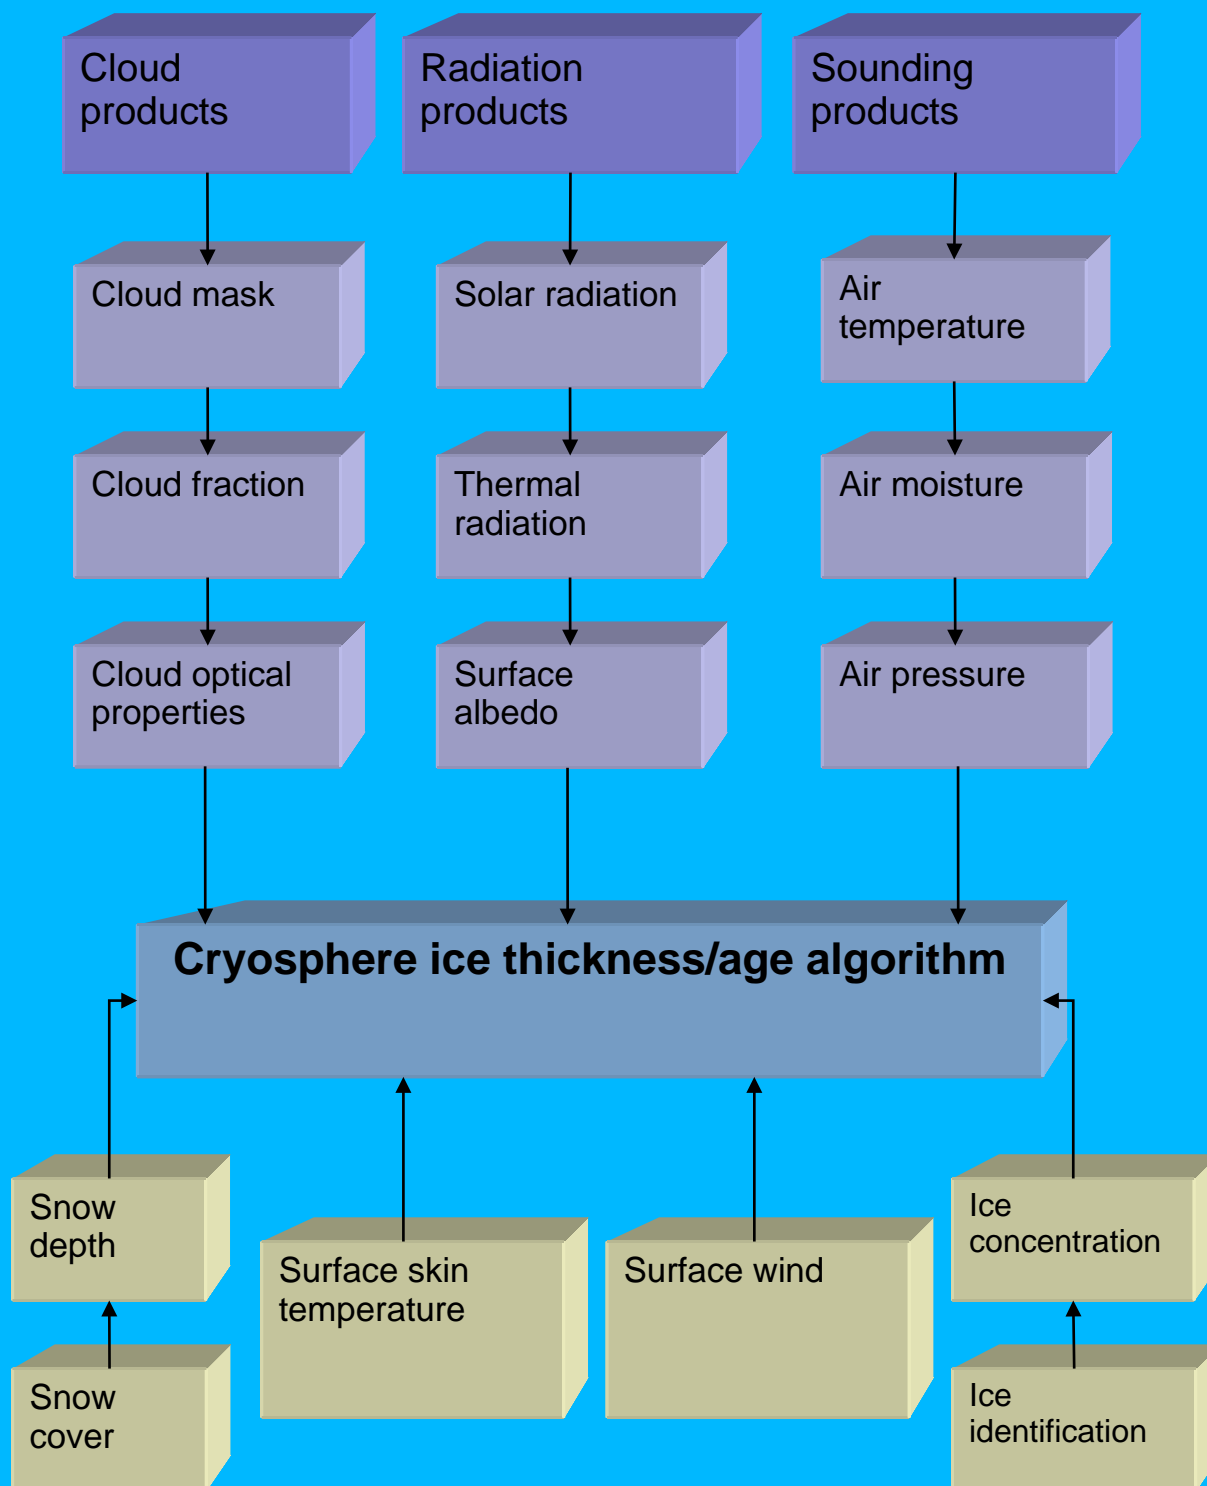 Cloud
products
Radiation
products
Sounding
products
Cloud mask
Solar radiation
Air
temperature
Cloud fraction
Thermal
radiation
Air moisture
Cloud optical
properties
Surface
albedo
Air pressure
Cryosphere ice thickness/age algorithm
Snow
depth
Surface skin
temperature
Surface wind
Ice
concentration
Snow
cover
Ice
identification